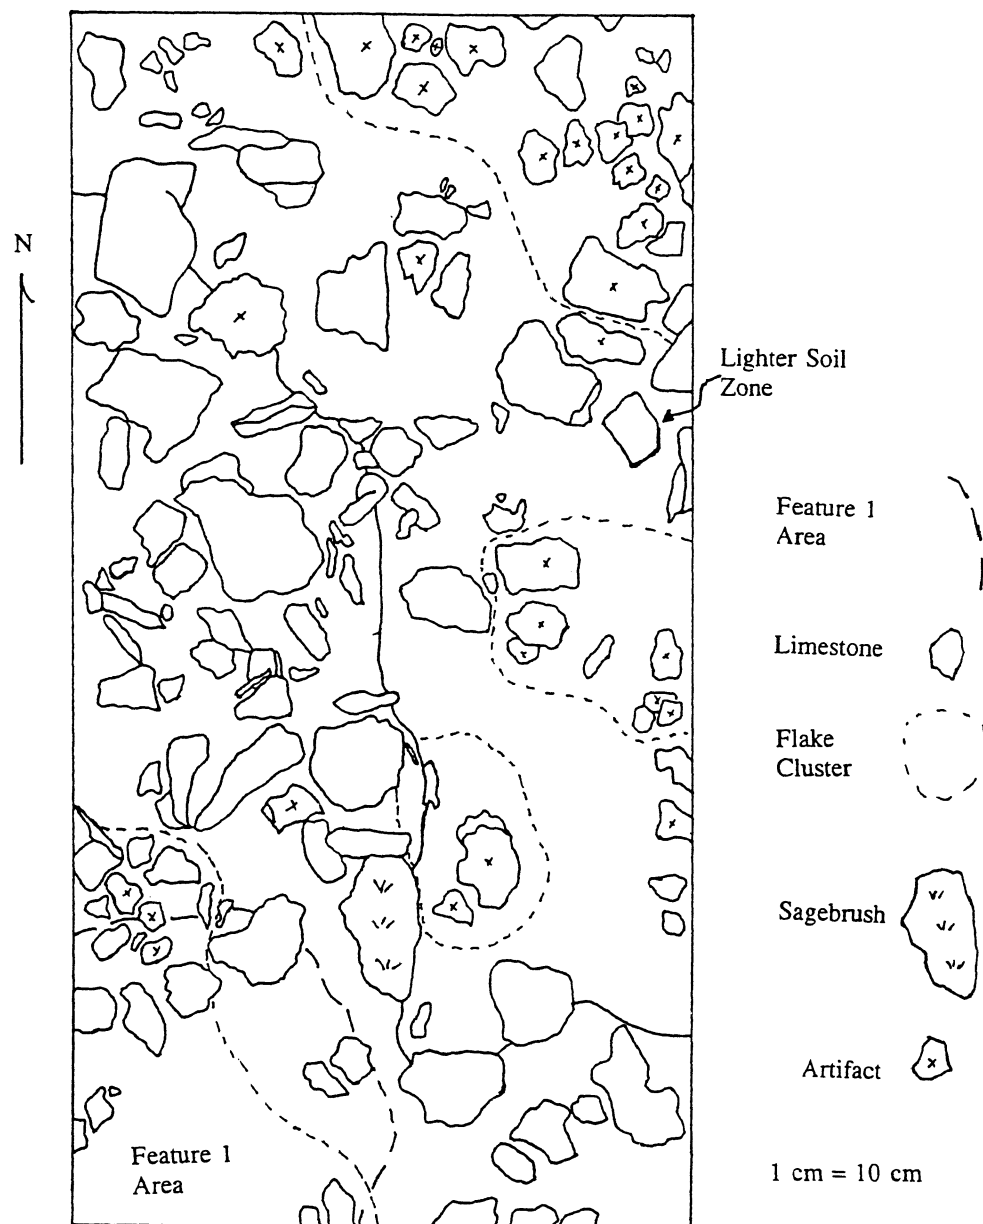 N
Lighter Soil
Zone
Feature 1
Area
Limestone
Flake
Cluster
Sagebrush
Artifact
1 cm = 10 cm
Feature 1
Area